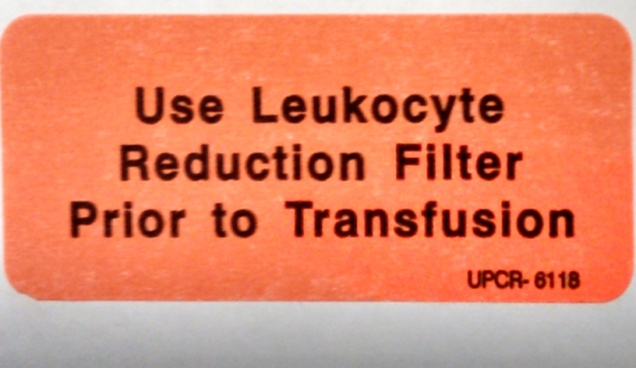 Use Leukocyte
Reduction Filter
Prior to Transfusion
UPCR- 6118